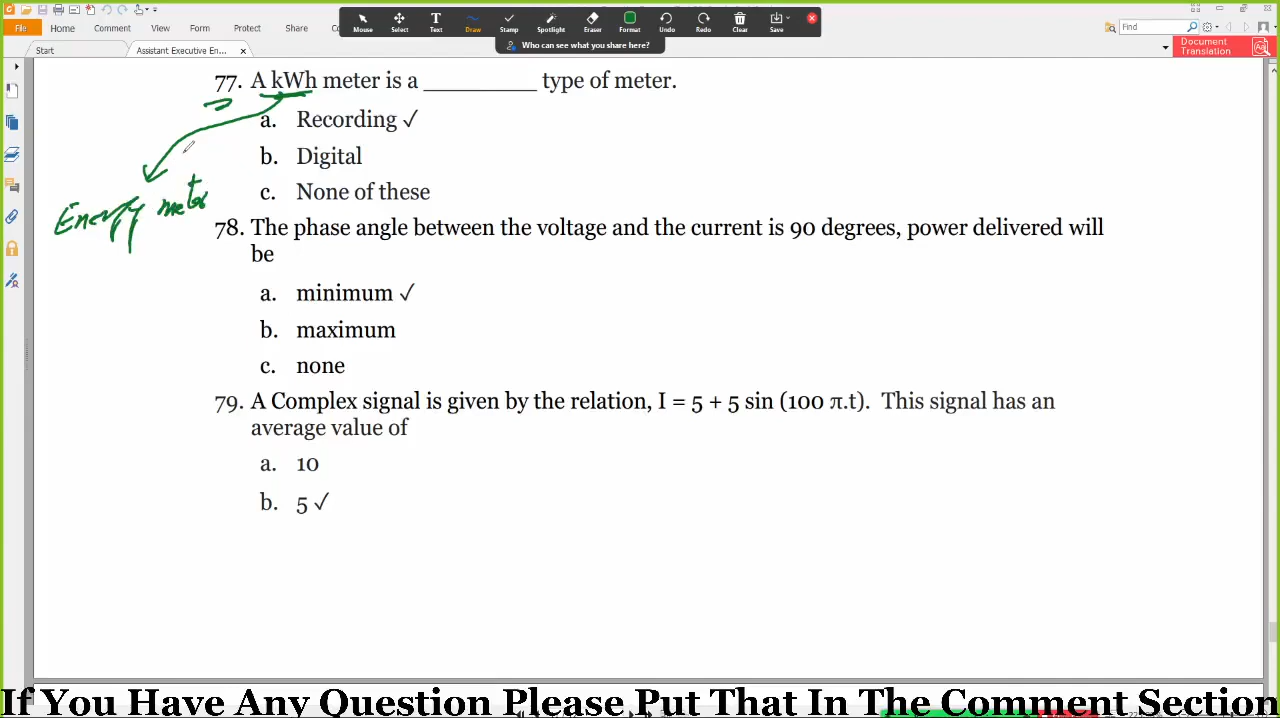 Mouse Select Text Draw Stamp Spotlight Eraser Format Undo Redo Clear Save
Find
File Home Comment View Form Protect Share
Who can see what you share here?
Document
Translation
Start Assistant Executive En...
77. A kWh meter is a __________ type of meter.
a. Recording ✓
b. Digital
c. None of these
Energy meter
78. The phase angle between the voltage and the current is 90 degrees, power delivered will
be
a. minimum ✓
b. maximum
c. none
79. A Complex signal is given by the relation, I = 5 + 5 sin (100 π.t). This signal has an
average value of
a. 10
b. 5 ✓
If You Have Any Question Please Put That In The Comment Section